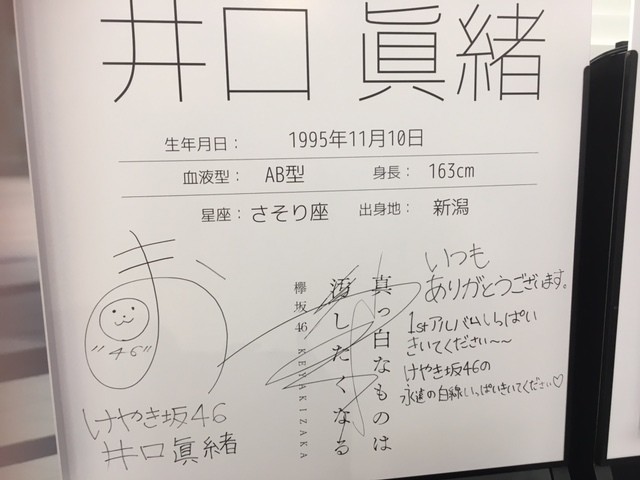 井口 眞緒
生年月日： 1995年11月10日
血液型： AB型 身長： 163cm
星座： さそり座 出身地： 新潟
いつも
ありがとうございます。
1stアルバムいっぱい
きいてください〜〜
けやき坂46の
永遠の白線いっぱいきいてください♡
真っ白なものは
汚したくなる
欅坂46 KEYAKIZAKA
"46"
けやき坂46
井口眞緒